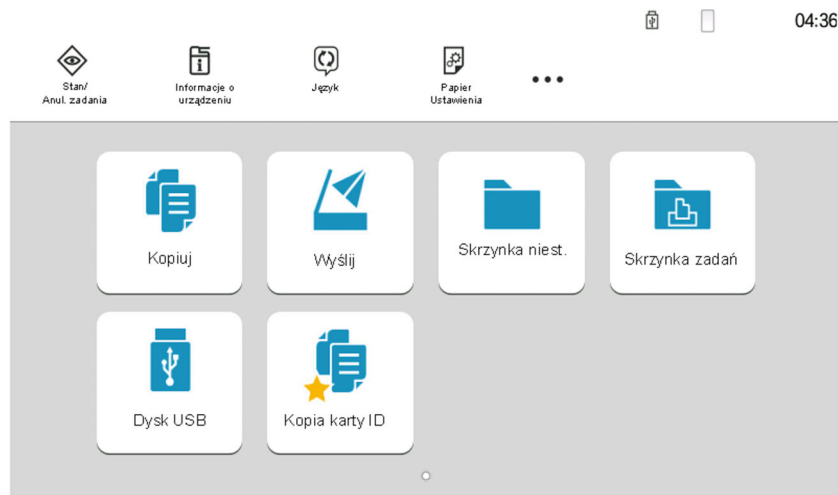 04:36
Stan/
Anul. zadania
Informacje o
urządzeniu
Język
Papier
Ustawienia
Kopiuj
Wyślij
Skrzynka niest.
Skrzynka zadań
Dysk USB
Kopia karty ID